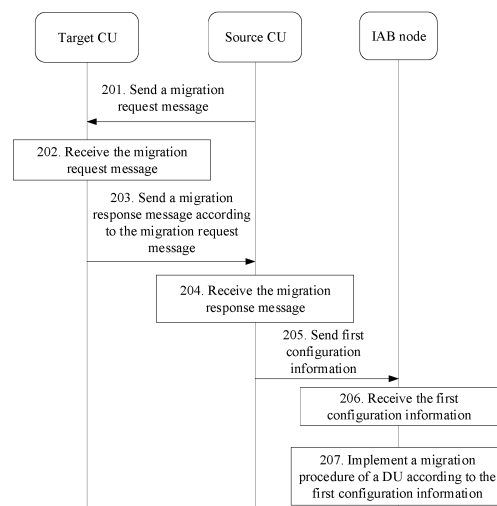 Target CU
Source CU
IAB node
201. Send a migration
request message
202. Receive the migration
request message
203. Send a migration
response message according
to the migration request
message
204. Receive the migration
response message
205. Send first
configuration
information
206. Receive the first
configuration information
207. Implement a migration
procedure of a DU according to the
first configuration information